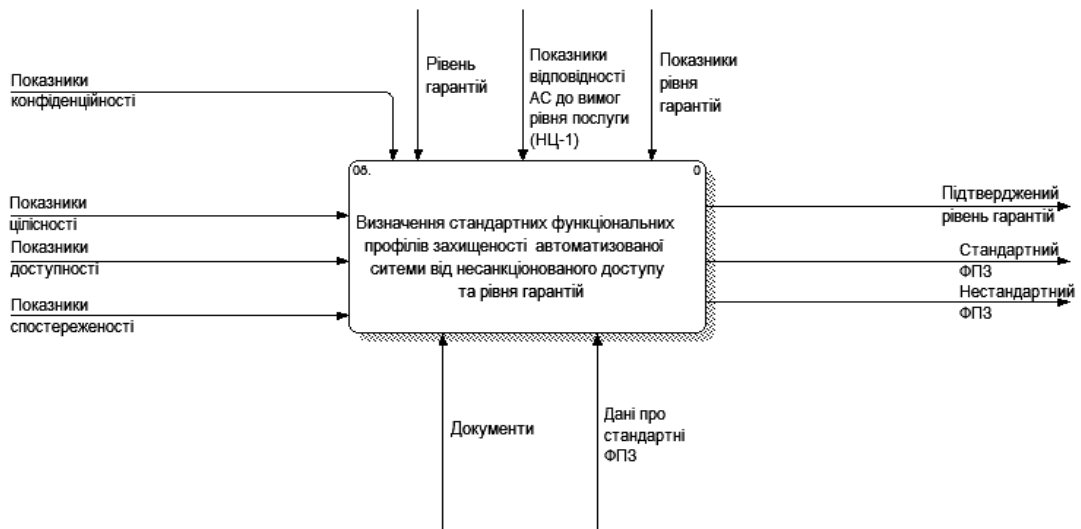 Показники
конфіденційності
Рівень
гарантій
Показники
відповідності
АС до вимог
рівня послуги
(НЦ-1)
Показники
рівня
гарантій
0δ.
0
Визначення стандартних функціональних
профілів захищеності автоматизованої
ситеми від несанкціонованого доступу
та рівня гарантій
Показники
цілісності
Показники
доступності
Показники
спостереженості
Підтверджений
рівень гарантій
Стандартний
ФПЗ
Нестандартний
ФПЗ
Документи
Дані про
стандартні
ФПЗ